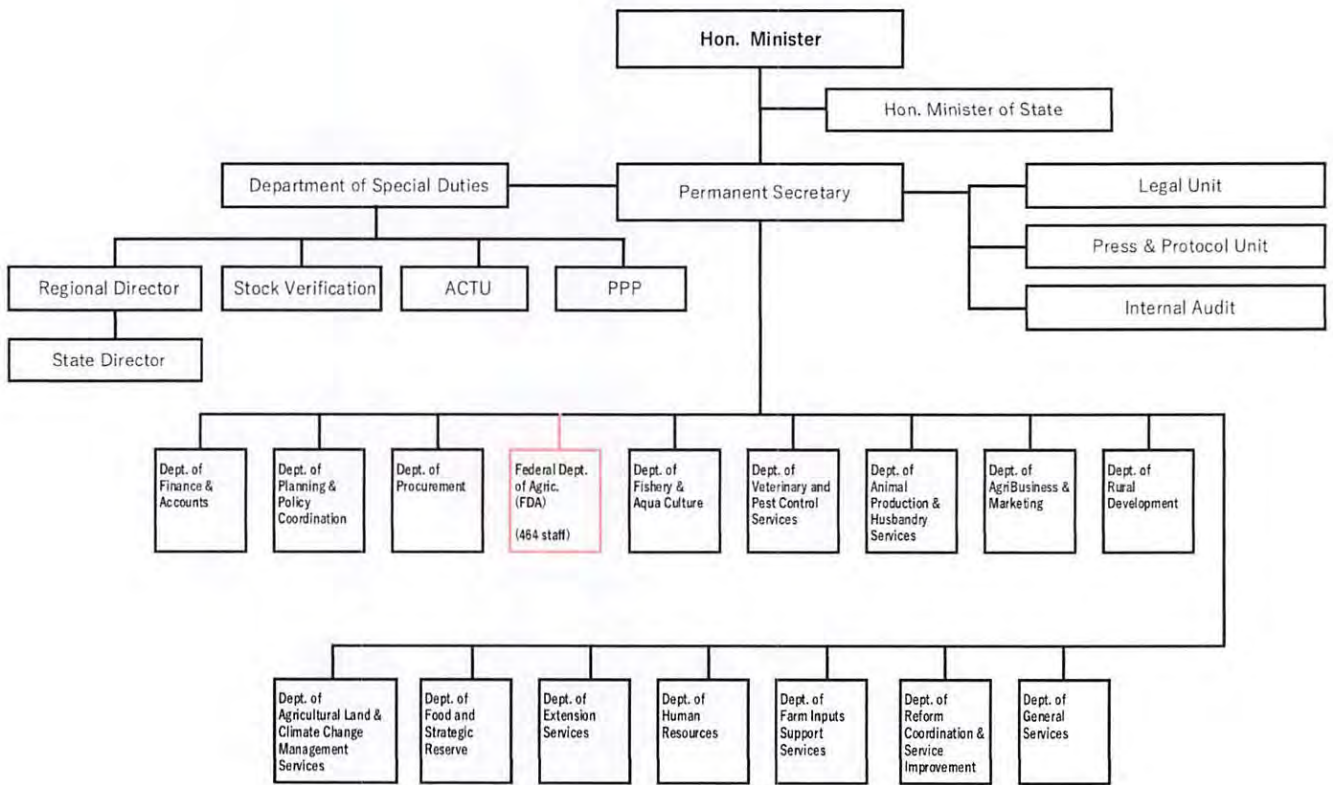 Hon. Minister
Hon. Minister of State
Department of Special Duties
Permanent Secretary
Legal Unit
Press & Protocol Unit
Internal Audit
Regional Director
Stock Verification
ACTU
PPP
State Director
Dept. of
Finance &
Accounts
Dept. of
Planning &
Policy
Coordination
Dept. of
Procurement
Federal Dept.
of Agric.
(FDA)
(464 staff)
Dept. of
Fishery &
Aqua Culture
Dept. of
Veterinary and
Pest Control
Services
Dept. of
Animal
Production &
Husbandry
Services
Dept. of
AgriBusiness &
Marketing
Dept. of
Rural
Development
Dept. of
Agricultural Land &
Climate Change
Management
Services
Dept. of
Food and
Strategic
Reserve
Dept. of
Extension
Services
Dept. of
Human
Resources
Dept. of
Farm Inputs
Support
Services
Dept. of
Reform
Coordination &
Service
Improvement
Dept. of
General
Services